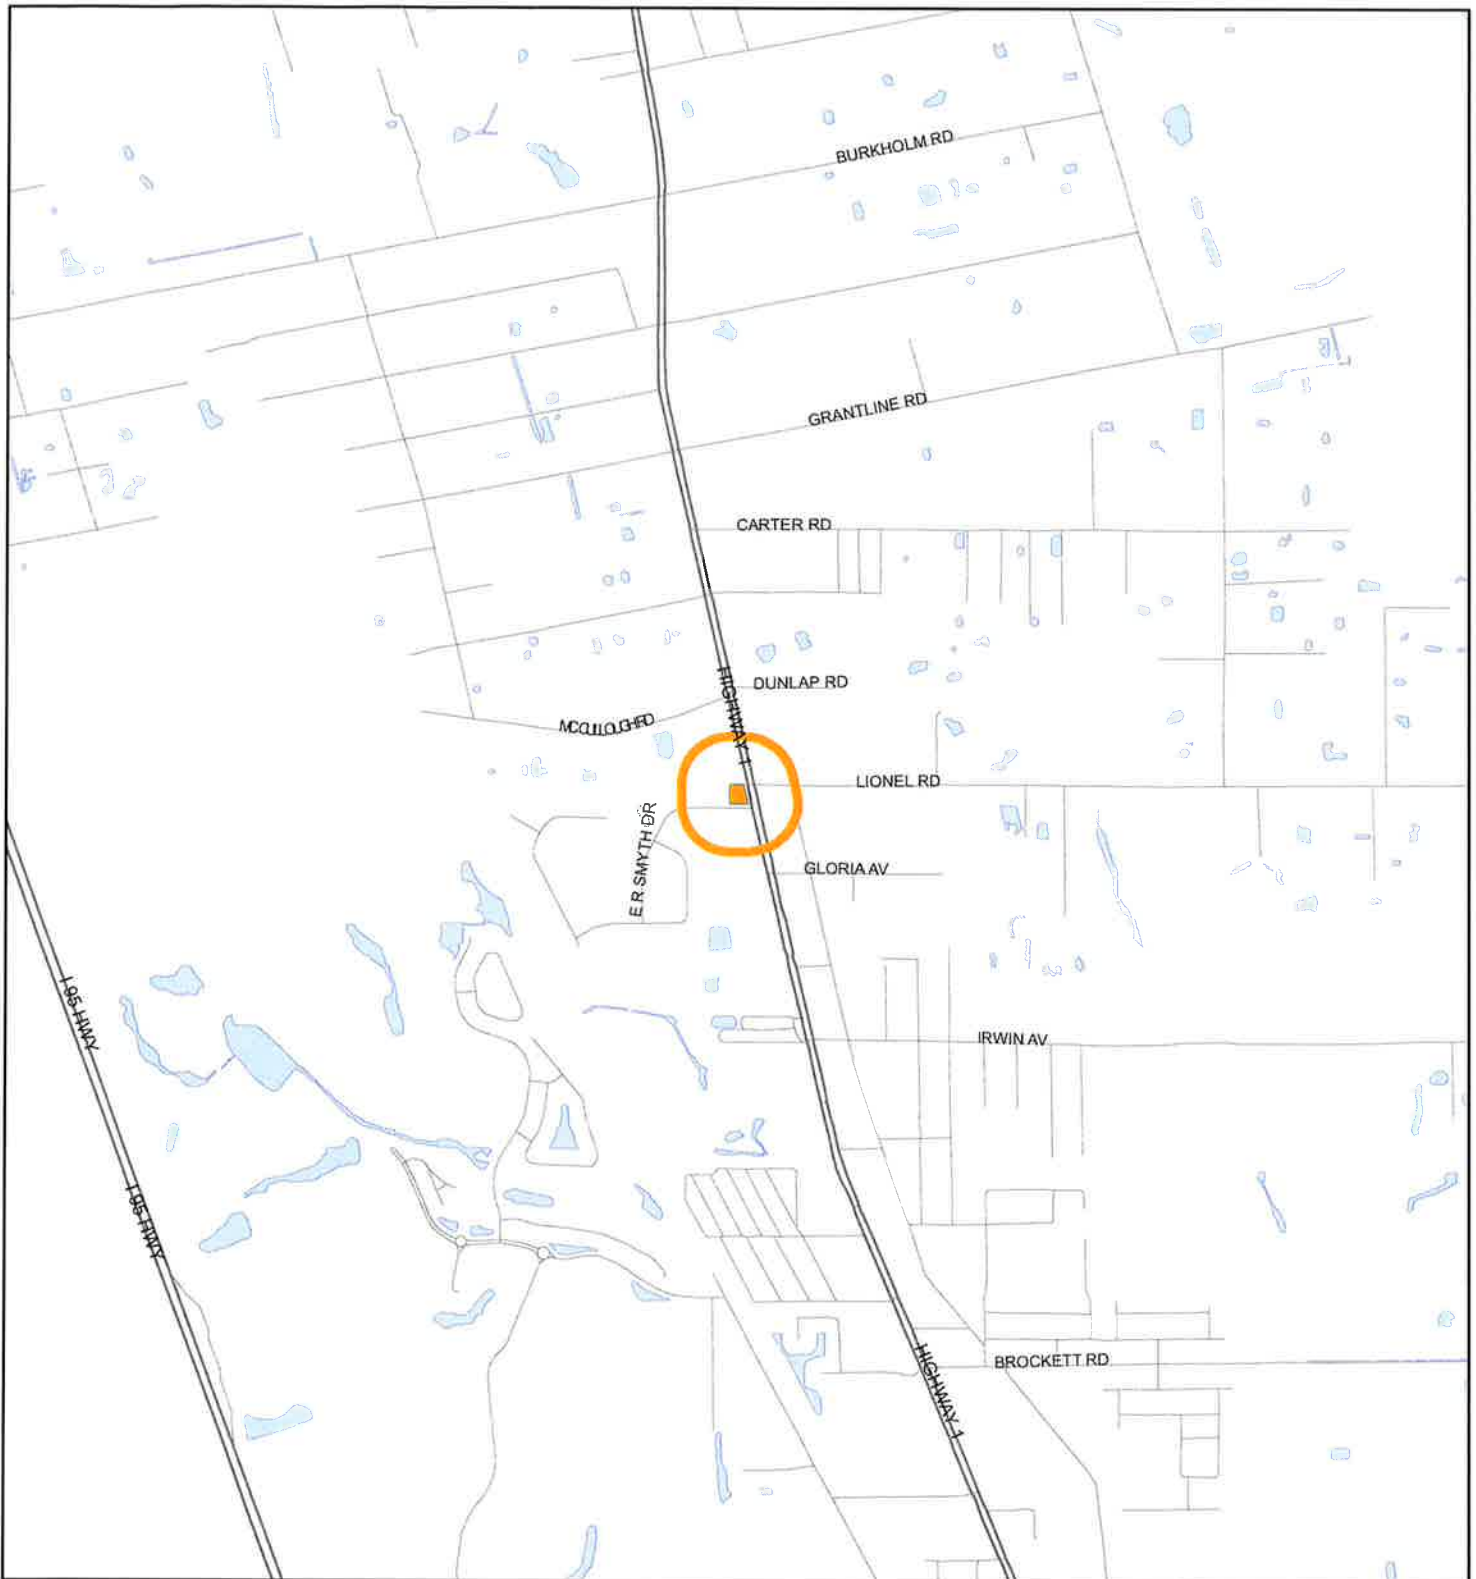 BURKHOLM RD
GRANTLINE RD
CARTER RD
HIGHWAY 1
DUNLAP RD
MCCULLOUGH RD
LIONEL RD
E R SMYTH DR
GLORIA AV
I 95 HWY
IRWIN AV
I 95 HWY
HIGHWAY 1
BROCKETT RD